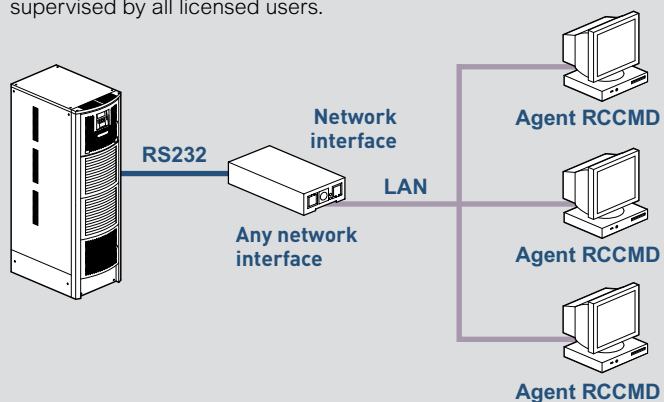 supervised by all licensed users.
RS232
Network
interface
LAN
Any network
interface
Agent RCCMD
Agent RCCMD
Agent RCCMD